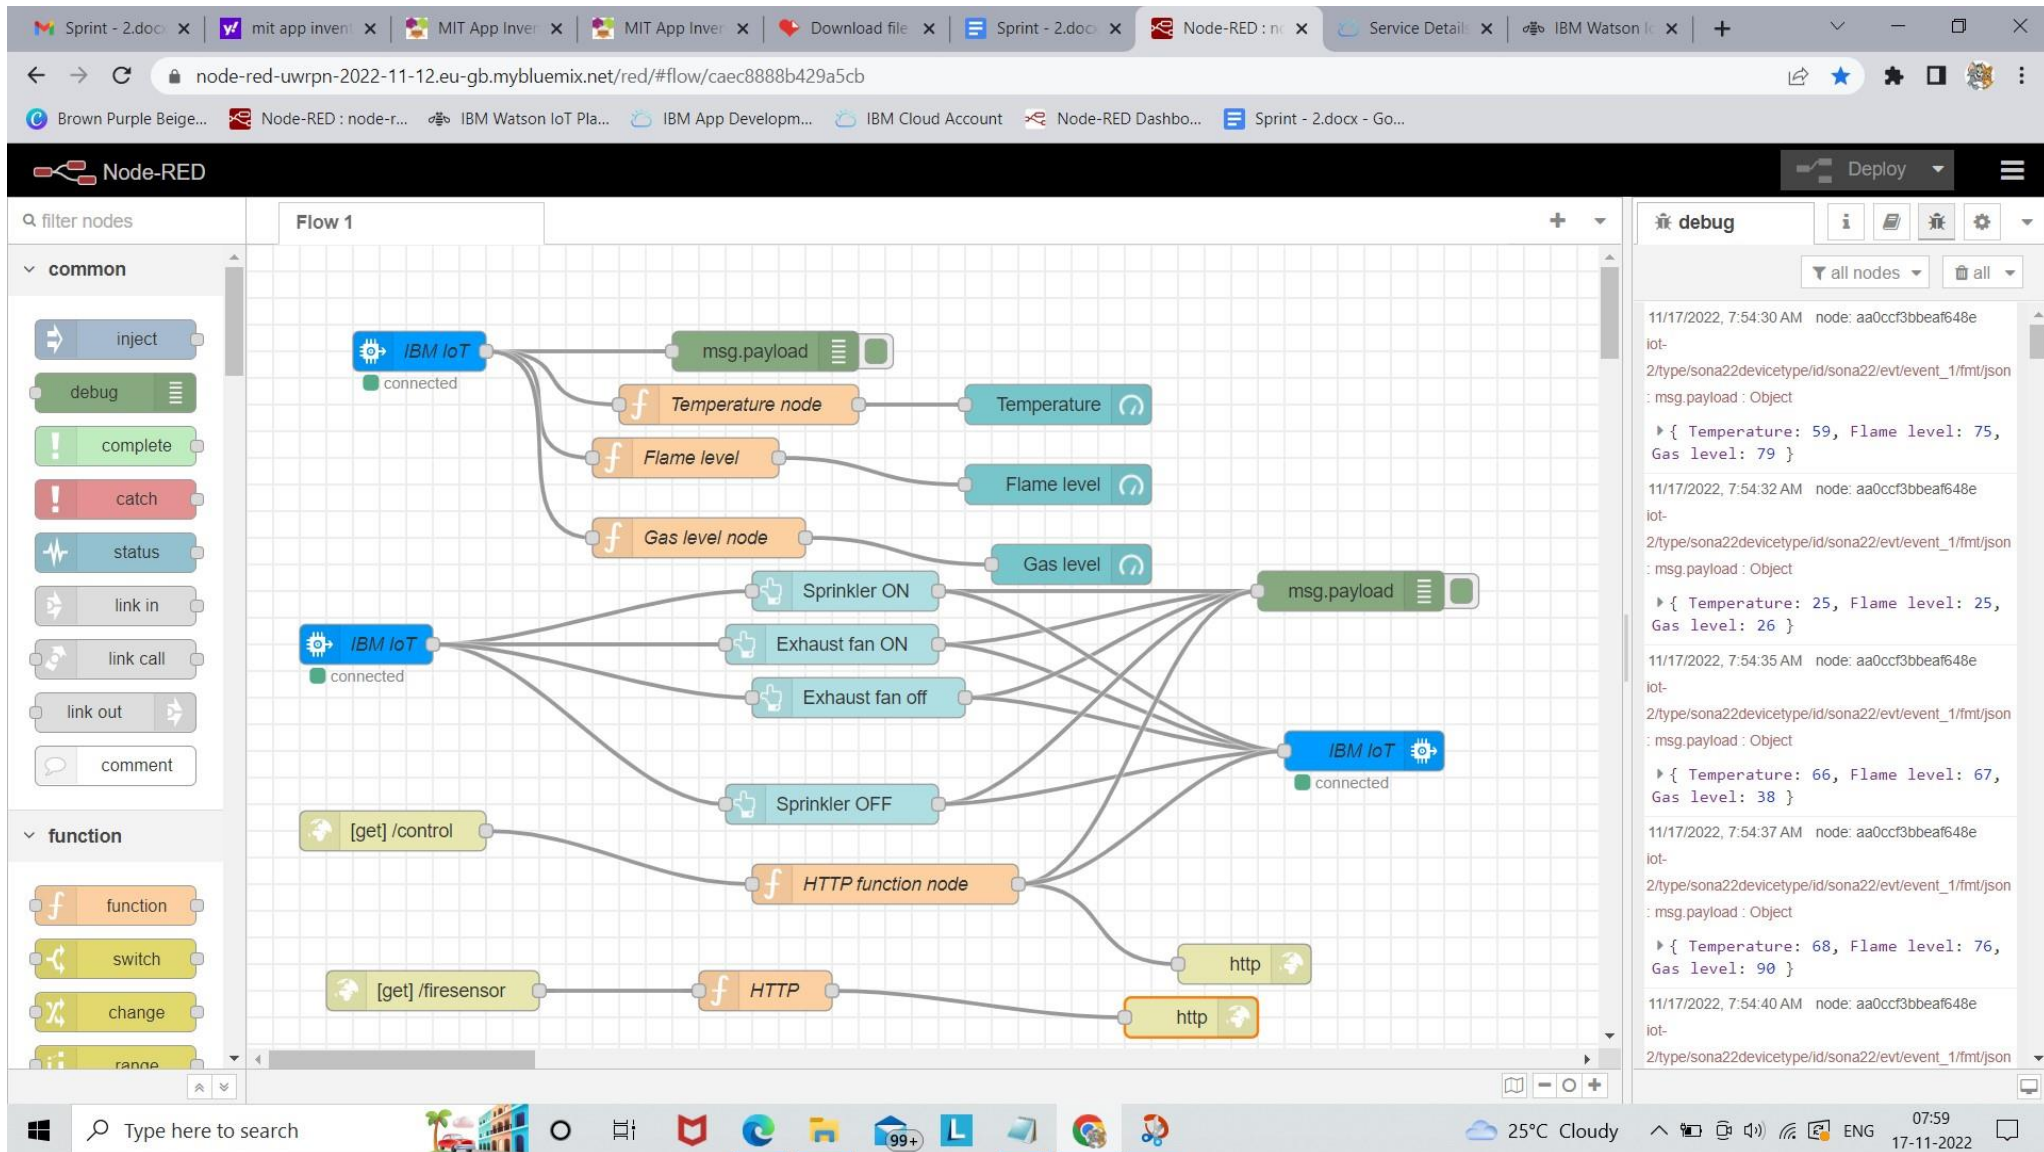 Sprint - 2.doc
mit app invent
MIT App Inver
MIT App Inver
Download file
Sprint - 2.doc
Node-RED : n
Service Detail
IBM Watson I
node-red-uwrpn-2022-11-12.eu-gb.mybluemix.net/red/#flow/caec8888b429a5cb
Brown Purple Beige...
Node-RED : node-r...
IBM Watson IoT Pla...
IBM App Developm...
IBM Cloud Account
Node-RED Dashbo...
Sprint - 2.docx - Go...
Node-RED
Deploy
filter nodes
common
inject
debug
complete
catch
status
link in
link call
link out
comment
function
function
switch
change
range
Flow 1
IBM IoT
connected
msg.payload
Temperature node
Temperature
Flame level
Flame level
Gas level node
Gas level
Sprinkler ON
msg.payload
IBM IoT
connected
Exhaust fan ON
Exhaust fan off
IBM IoT
connected
Sprinkler OFF
[get] /control
HTTP function node
http
[get] /firesensor
HTTP
http
debug
all nodes
all
11/17/2022, 7:54:30 AM node: aa0ccf3bbeaf648e
iot-
2/type/sona22devicetype/id/sona22/evt/event_1/fmt/json
: msg.payload : Object
{ Temperature: 59, Flame level: 75,
Gas level: 79 }
11/17/2022, 7:54:32 AM node: aa0ccf3bbeaf648e
iot-
2/type/sona22devicetype/id/sona22/evt/event_1/fmt/json
: msg.payload : Object
{ Temperature: 25, Flame level: 25,
Gas level: 26 }
11/17/2022, 7:54:35 AM node: aa0ccf3bbeaf648e
iot-
2/type/sona22devicetype/id/sona22/evt/event_1/fmt/json
: msg.payload : Object
{ Temperature: 66, Flame level: 67,
Gas level: 38 }
11/17/2022, 7:54:37 AM node: aa0ccf3bbeaf648e
iot-
2/type/sona22devicetype/id/sona22/evt/event_1/fmt/json
: msg.payload : Object
{ Temperature: 68, Flame level: 76,
Gas level: 90 }
11/17/2022, 7:54:40 AM node: aa0ccf3bbeaf648e
iot-
2/type/sona22devicetype/id/sona22/evt/event_1/fmt/json
Type here to search
99+
L
25°C Cloudy
ENG
07:59
17-11-2022